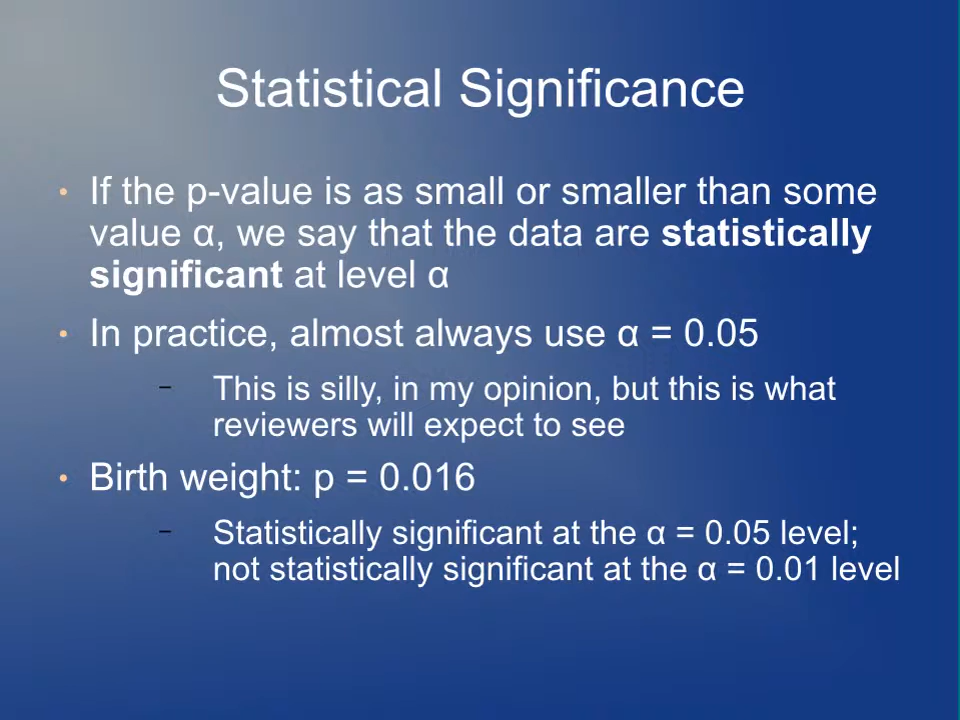 Statistical Significance
• If the p-value is as small or smaller than some
value α, we say that the data are statistically
significant at level α
• In practice, almost always use α = 0.05
– This is silly, in my opinion, but this is what
reviewers will expect to see
• Birth weight: p = 0.016
– Statistically significant at the α = 0.05 level;
not statistically significant at the α = 0.01 level